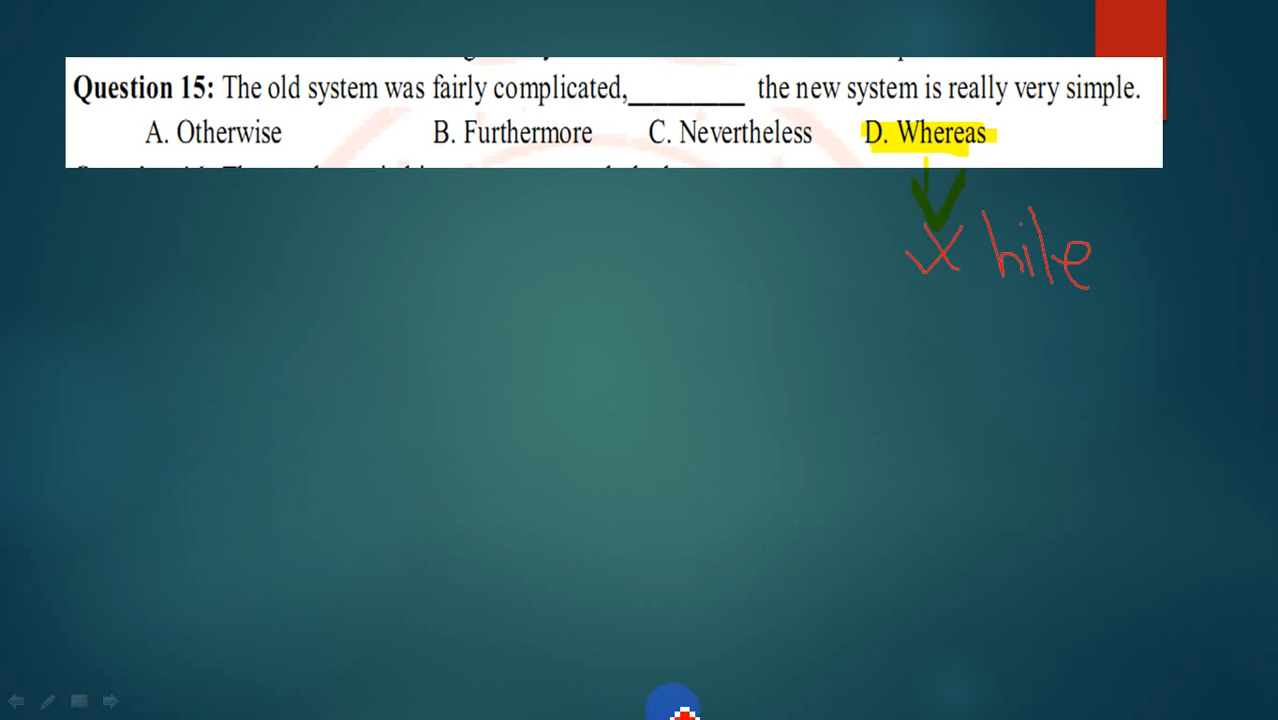 Question 15: The old system was fairly complicated,_________ the new system is really very simple.
A. Otherwise B. Furthermore C. Nevertheless D. Whereas
while